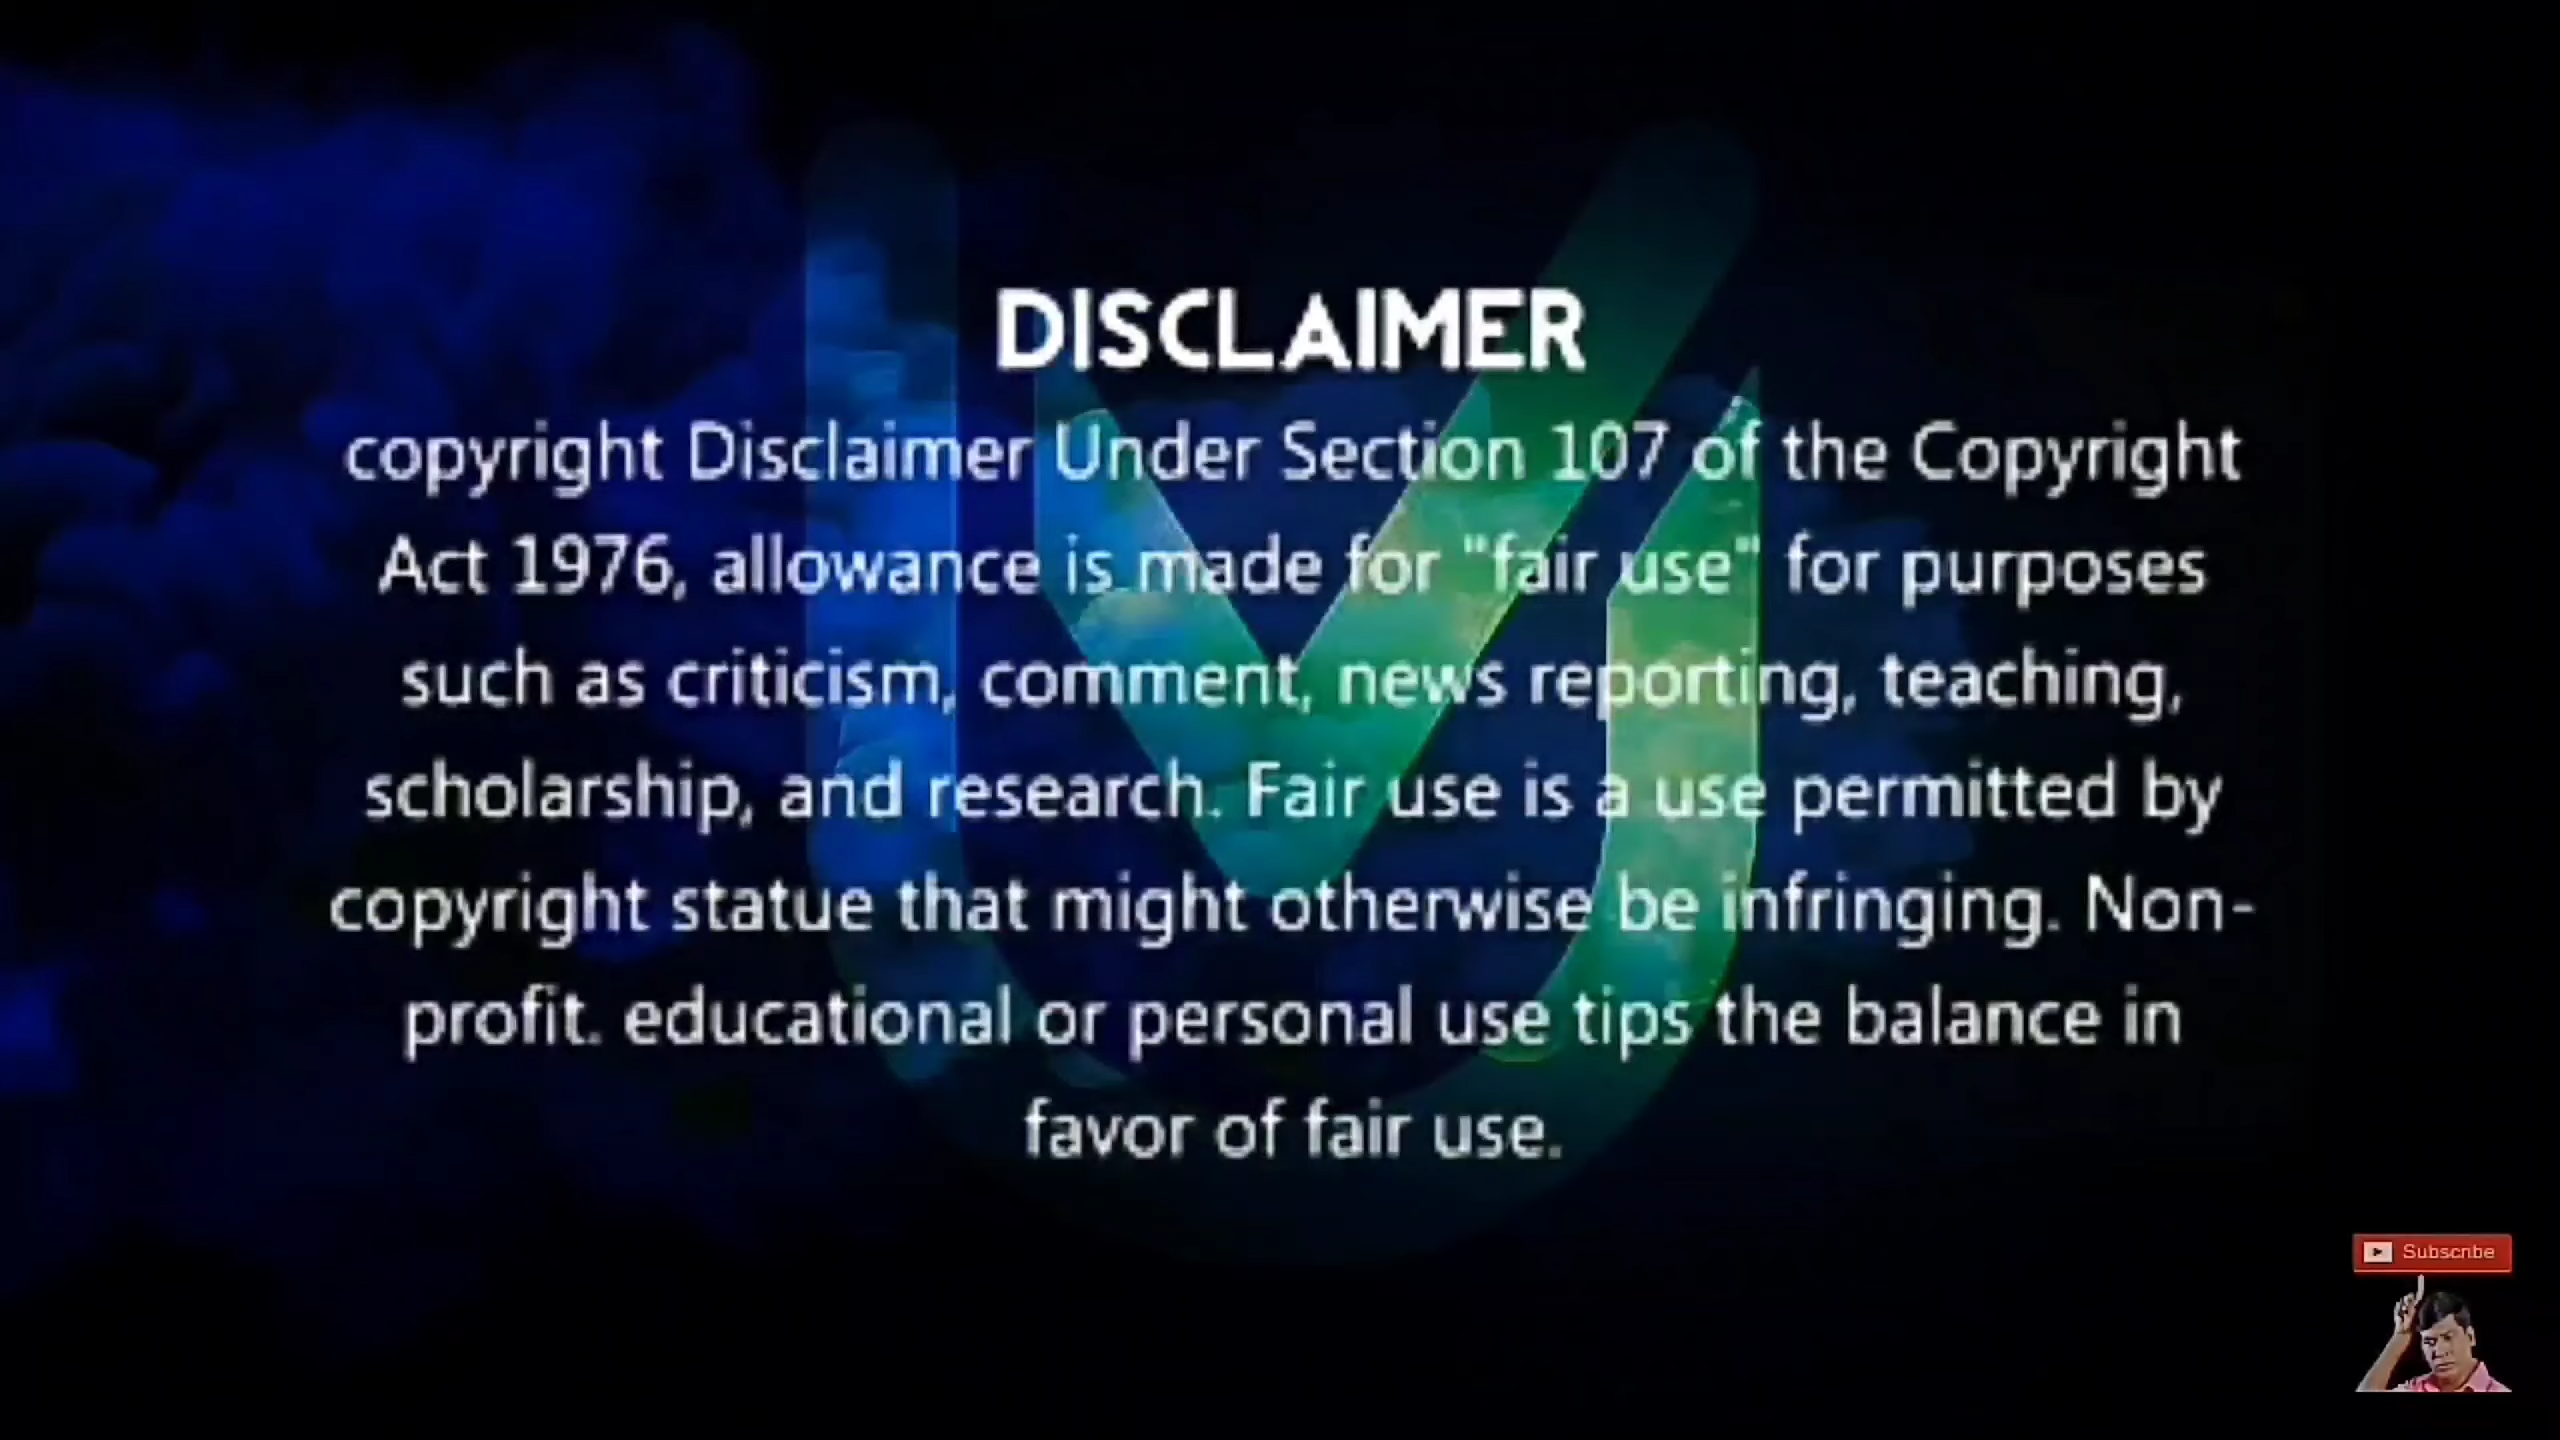 DISCLAIMER
copyright Disclaimer Under Section 107 of the Copyright
Act 1976, allowance is made for "fair use" for purposes
such as criticism, comment, news reporting, teaching,
scholarship, and research. Fair use is a use permitted by
copyright statue that might otherwise be infringing. Non-
profit. educational or personal use tips the balance in
favor of fair use.
Subscribe